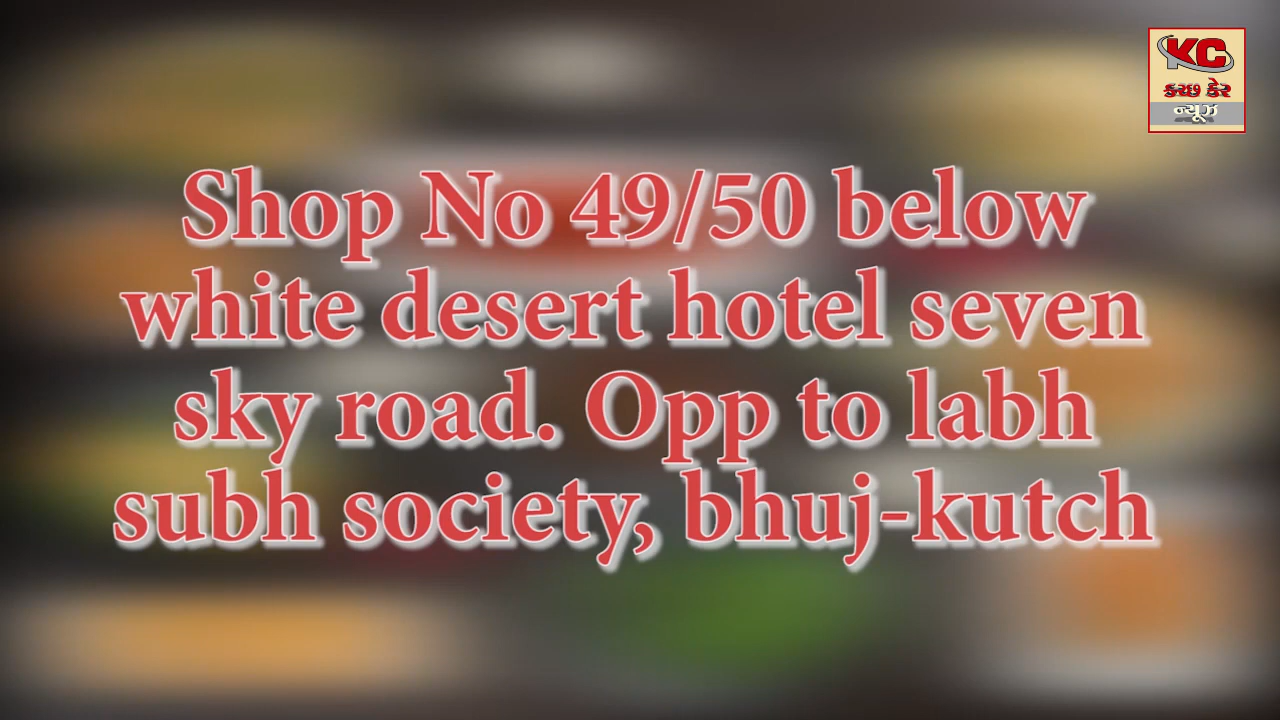 KC
કચ્છ કેર
ન્યૂઝ
Shop No 49/50 below
white desert hotel seven
sky road. Opp to labh
subh society, bhuj-kutch